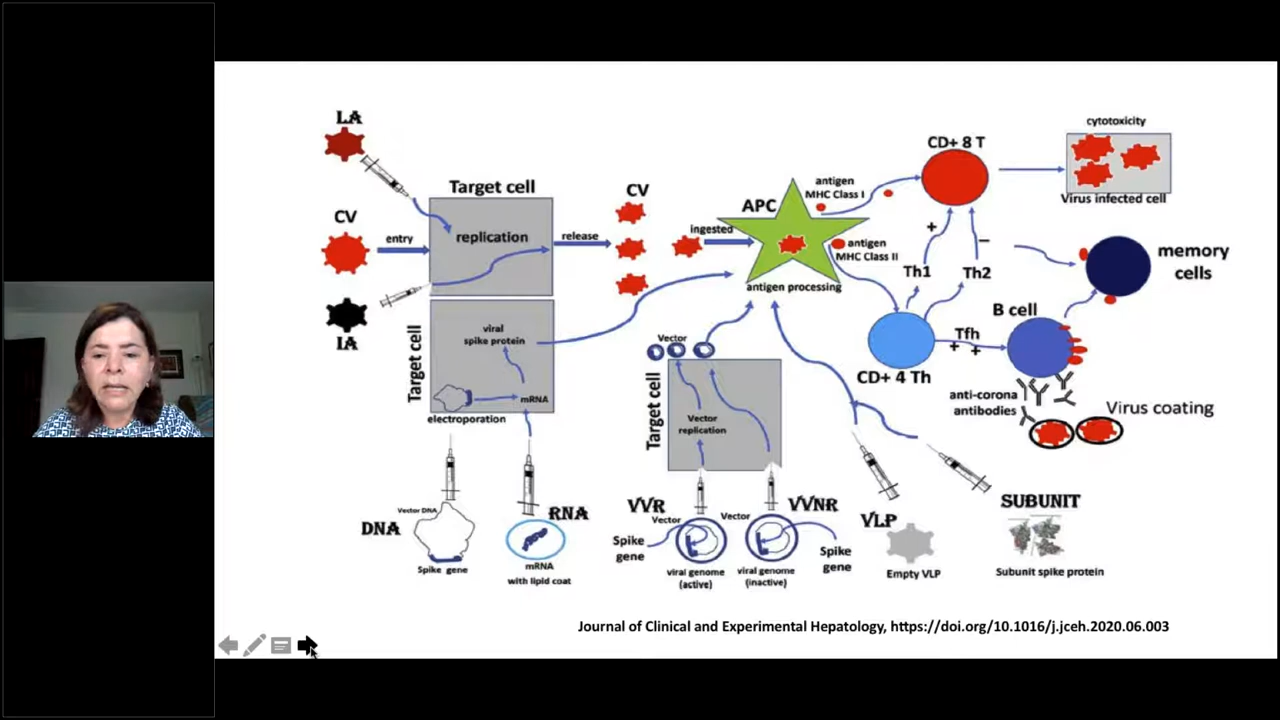 LA
Target cell
CV
entry
replication
release
CV
ingested
APC
antigen
MHC Class I
antigen
MHC Class II
antigen processing
CD+ 8 T
cytotoxicity
Virus infected cell
+
–
Th1
Th2
memory
cells
B cell
Tfh
+ +
CD+ 4 Th
anti-corona
antibodies
Virus coating
IA
Target cell
viral
spike protein
mRNA
electroporation
Vector
Target cell
Vector
replication
DNA
Vector DNA
Spike gene
RNA
mRNA
with lipid coat
VVR
Vector
Spike
gene
viral genome
(active)
VVNR
Vector
Spike
gene
viral genome
(inactive)
VLP
Empty VLP
SUBUNIT
Subunit spike protein
Journal of Clinical and Experimental Hepatology, https://doi.org/10.1016/j.jceh.2020.06.003